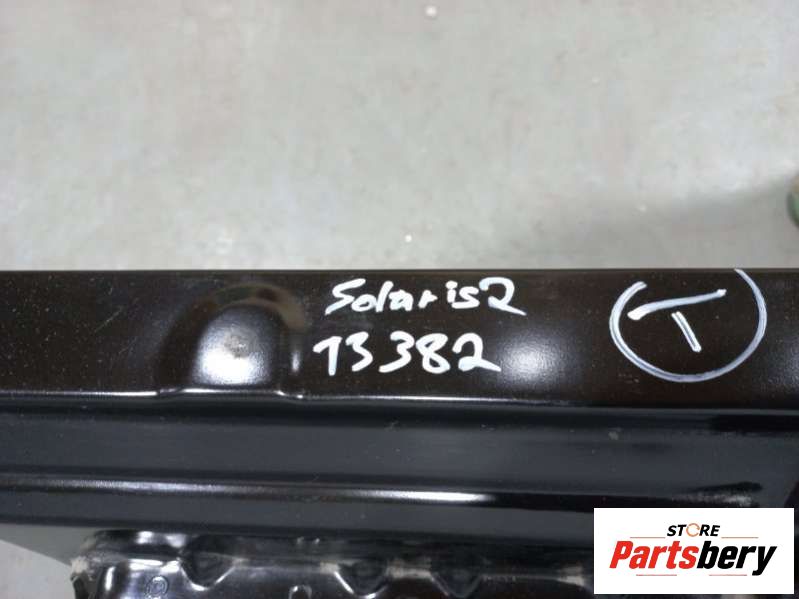 Solaris2
13382
T
STORE
Partsbery